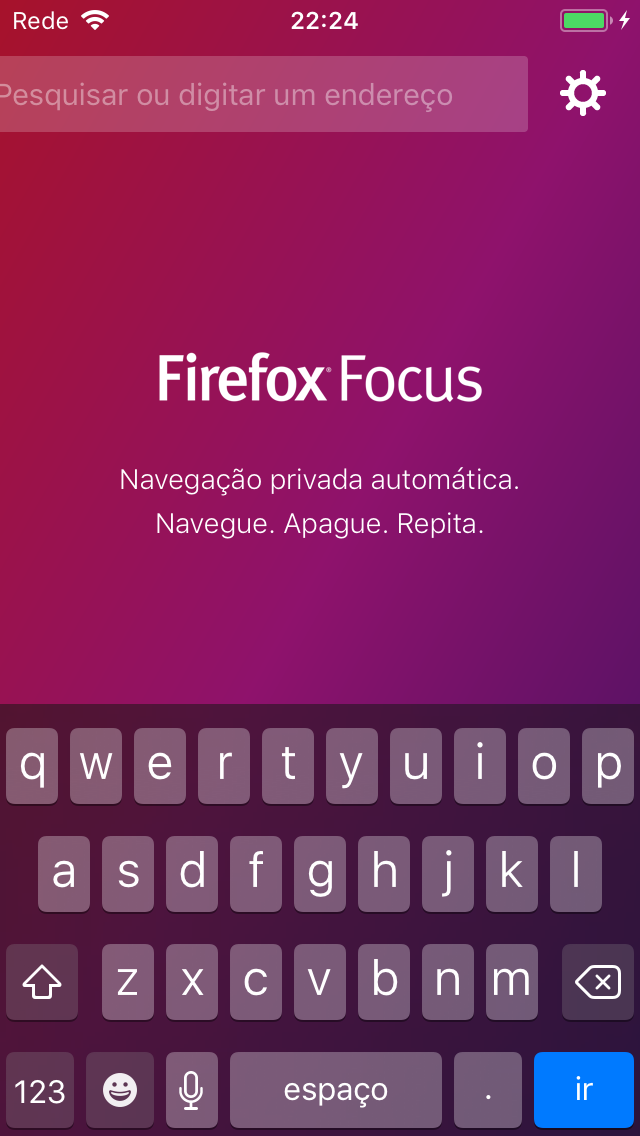 Rede 22:24
Pesquisar ou digitar um endereço
Firefox® Focus
Navegação privada automática.
Navegue. Apague. Repita.
q w e r t y u i o p
a s d f g h j k l
z x c v b n m
123 espaço . ir